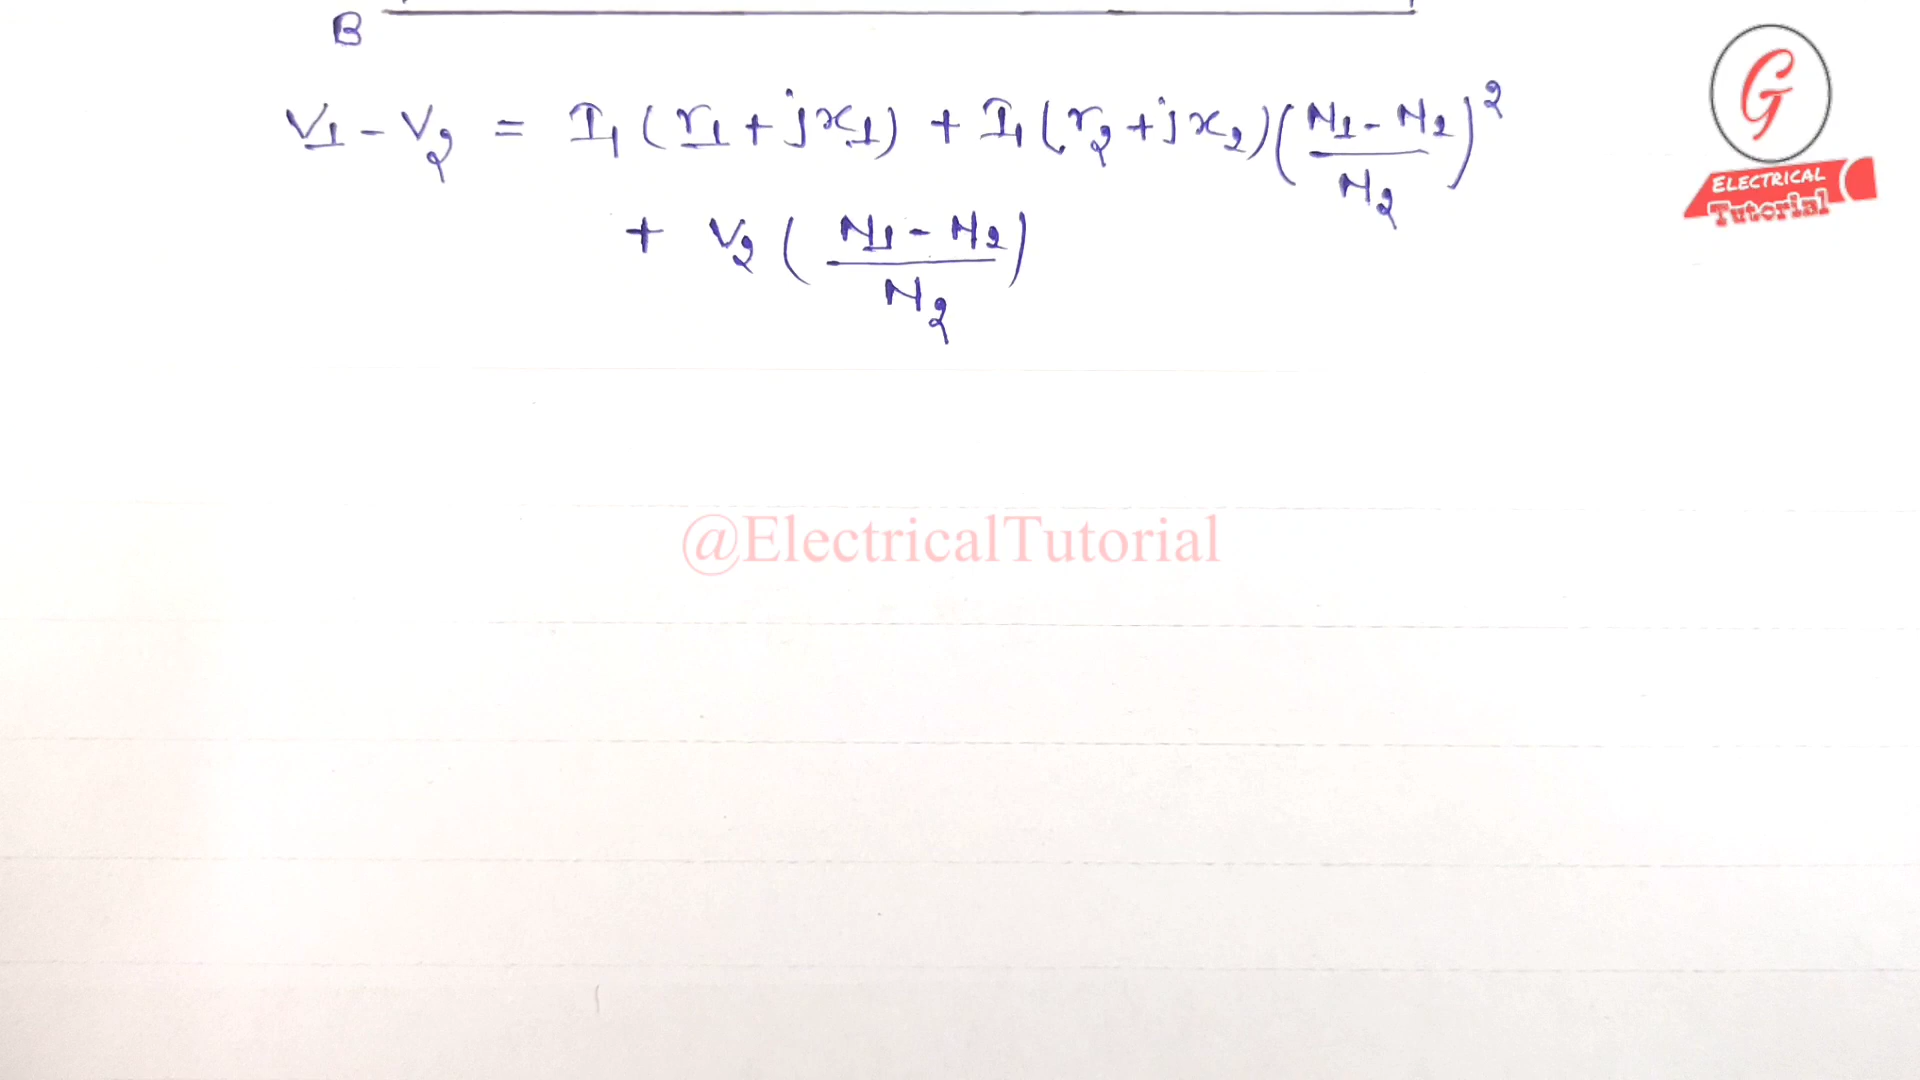 B
V1 - V2 = I1 (r1 + jx1) + I1 (r2 + jx2) ((N1 - N2) / N2)²
+ V2 ((N1 - N2) / N2)
G
ELECTRICAL
Tutorial
@ElectricalTutorial